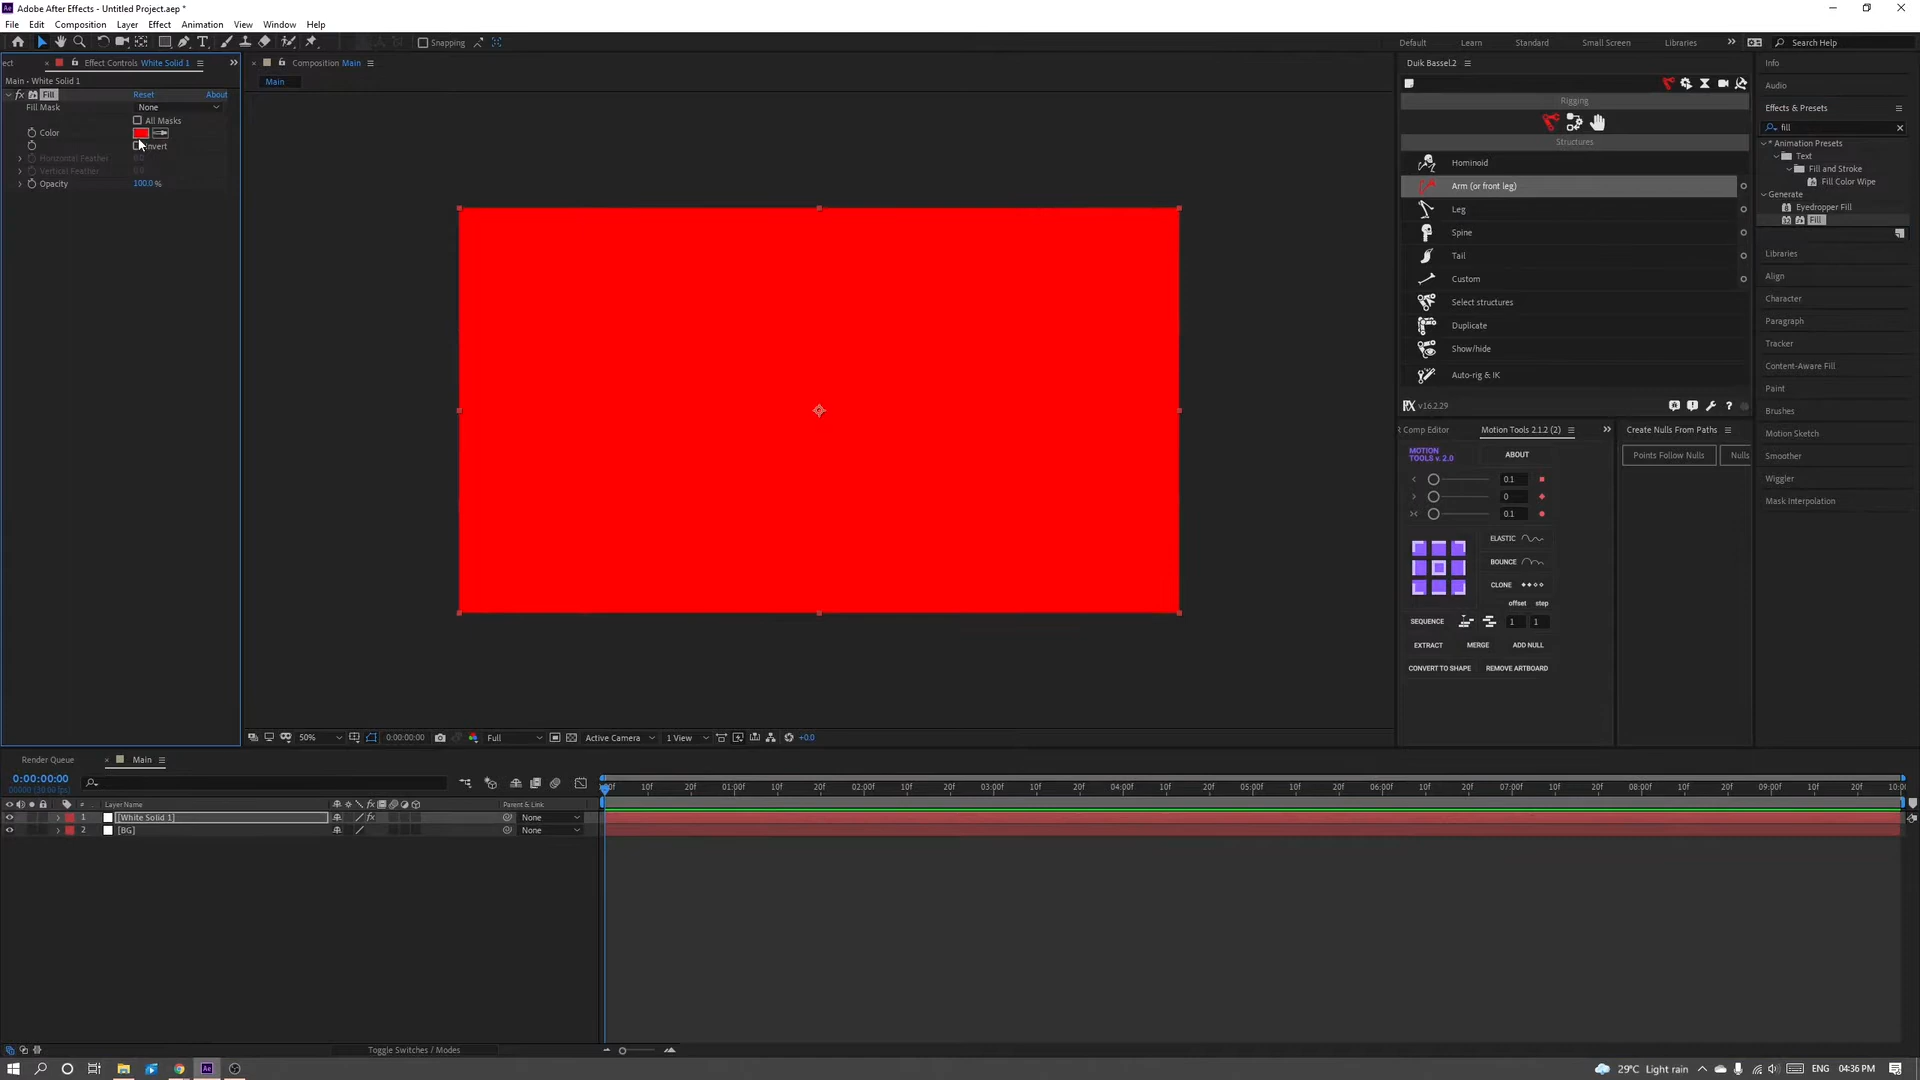 Adobe After Effects - Untitled Project.aep *
File Edit Composition Layer Effect Animation View Window Help
Snapping
Default Learn Standard Small Screen Libraries Search Help
ect Effect Controls White Solid 1
Main - White Solid 1
fx Fill Reset About
Fill Mask None
All Masks
Color
Invert
Horizontal Feather 0.0
Vertical Feather 0.0
Opacity 100.0 %
Composition Main
Main
50% 0:00:00:00 Full Active Camera 1 View +0.0
Duik Bassel.2
Rigging
Structures
Hominoid
Arm (or front leg)
Leg
Spine
Tail
Custom
Select structures
Duplicate
Show/hide
Auto-rig & IK
v16.2.29
Comp Editor Motion Tools 2.1.2 (2)
MOTION
TOOLS v. 2.0
ABOUT
0.1
0
0.1
ELASTIC
BOUNCE
CLONE
offset step
SEQUENCE 1 1
EXTRACT MERGE ADD NULL
CONVERT TO SHAPE REMOVE ARTBOARD
Create Nulls From Paths
Points Follow Nulls Nulls
Info
Audio
Effects & Presets
fill
* Animation Presets
Text
Fill and Stroke
Fill Color Wipe
Generate
Eyedropper Fill
Fill
Libraries
Align
Character
Paragraph
Tracker
Content-Aware Fill
Paint
Brushes
Motion Sketch
Smoother
Wiggler
Mask Interpolation
Render Queue Main
0:00:00:00
00000 (30.00 fps)
# Layer Name fx Parent & Link
1 [White Solid 1] fx None
2 [BG] None
:00f 10f 20f 01:00f 10f 20f 02:00f 10f 20f 03:00f 10f 20f 04:00f 10f 20f 05:00f 10f 20f 06:00f 10f 20f 07:00f 10f 20f 08:00f 10f 20f 09:00f 10f 20f 10:0
Toggle Switches / Modes
Ae 29°C Light rain ENG 04:36 PM